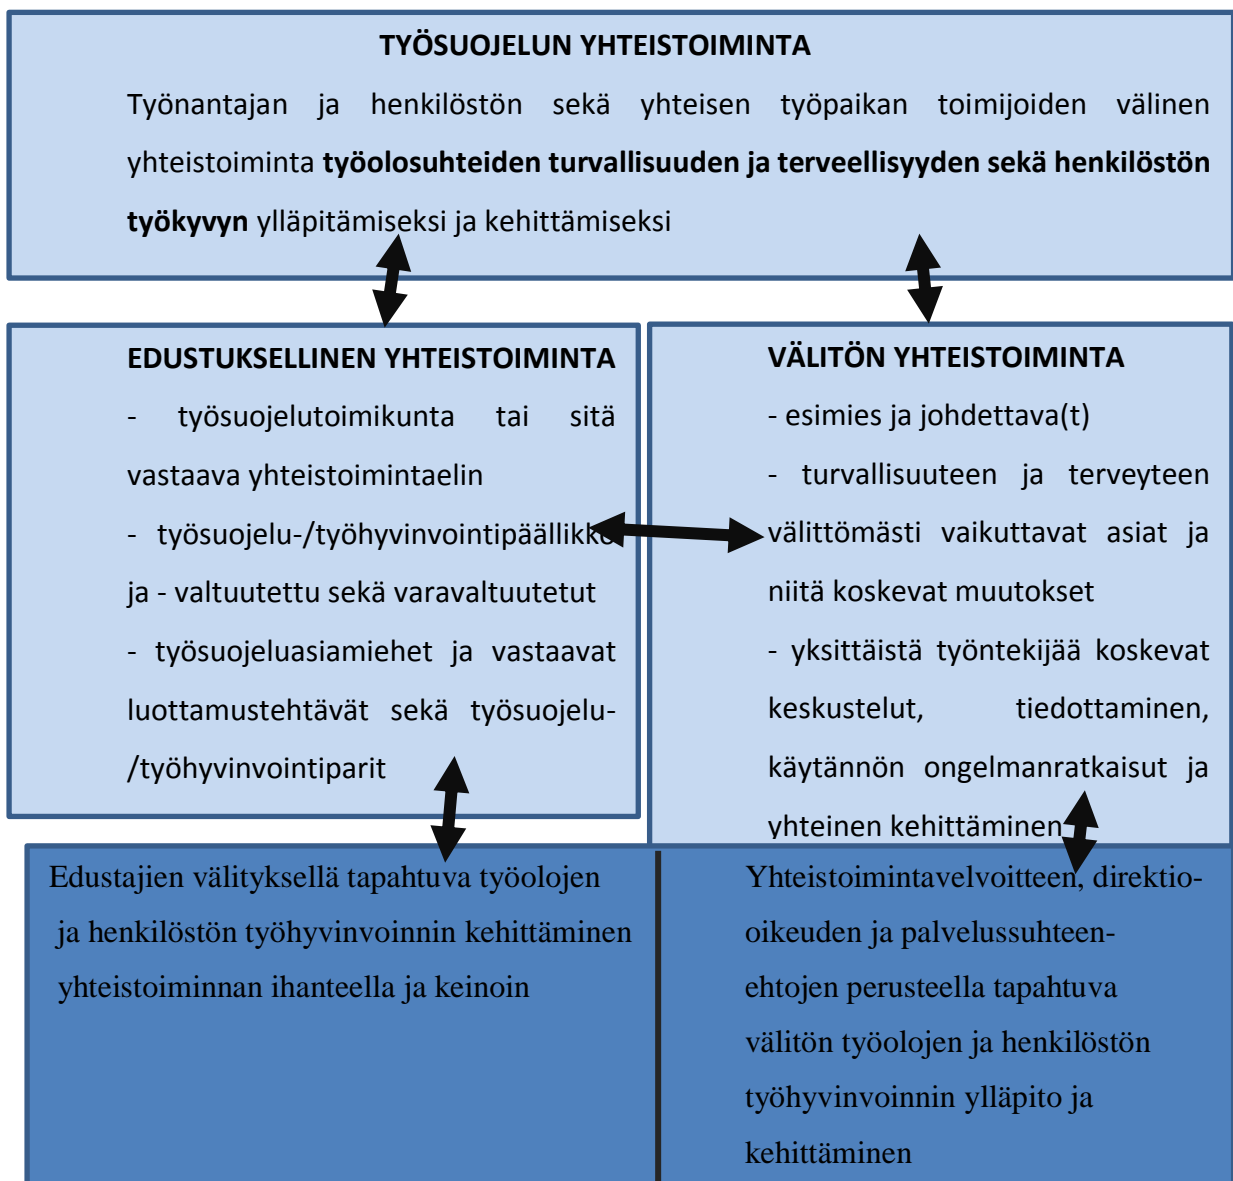 TYÖSUOJELUN YHTEISTOIMINTA
Työnantajan ja henkilöstön sekä yhteisen työpaikan toimijoiden välinen
yhteistoiminta työolosuhteiden turvallisuuden ja terveellisyyden sekä henkilöstön
työkyvyn ylläpitämiseksi ja kehittämiseksi
EDUSTUKSELLINEN YHTEISTOIMINTA
- työsuojelutoimikunta tai sitä
vastaava yhteistoimintaelin
- työsuojelu-/työhyvinvointipäällikkö
ja - valtuutettu sekä varavaltuutetut
- työsuojeluasiamiehet ja vastaavat
luottamustehtävät sekä työsuojelu-
/työhyvinvointiparit
VÄLITÖN YHTEISTOIMINTA
- esimies ja johdettava(t)
- turvallisuuteen ja terveyteen
välittömästi vaikuttavat asiat ja
niitä koskevat muutokset
- yksittäistä työntekijää koskevat
keskustelut, tiedottaminen,
käytännön ongelmanratkaisut ja
yhteinen kehittäminen
Edustajien välityksellä tapahtuva työolojen
ja henkilöstön työhyvinvoinnin kehittäminen
yhteistoiminnan ihanteella ja keinoin
Yhteistoimintavelvoitteen, direktio-
oikeuden ja palvelussuhteen-
ehtojen perusteella tapahtuva
välitön työolojen ja henkilöstön
työhyvinvoinnin ylläpito ja
kehittäminen